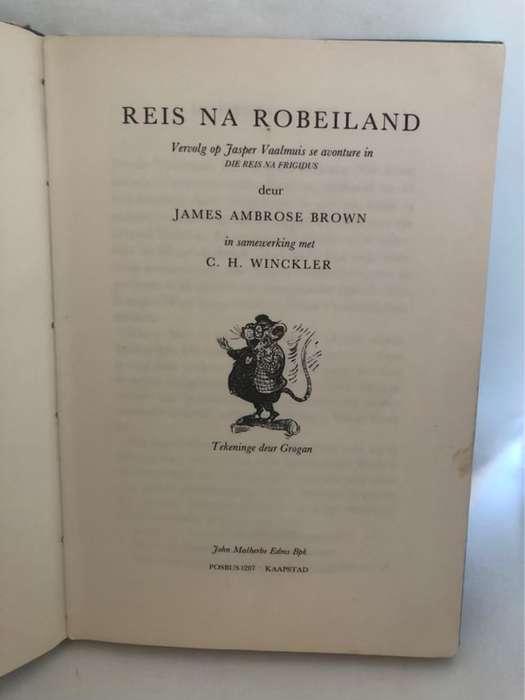 REIS NA ROBEILAND
Vervolg op Jasper Vaalmuis se avonture in
DIE REIS NA FRIGIDUS
deur
JAMES AMBROSE BROWN
in samewerking met
C. H. WINCKLER
Tekeninge deur Grogan
John Malherbe Edms Bpk
POSBUS 1207 KAAPSTAD